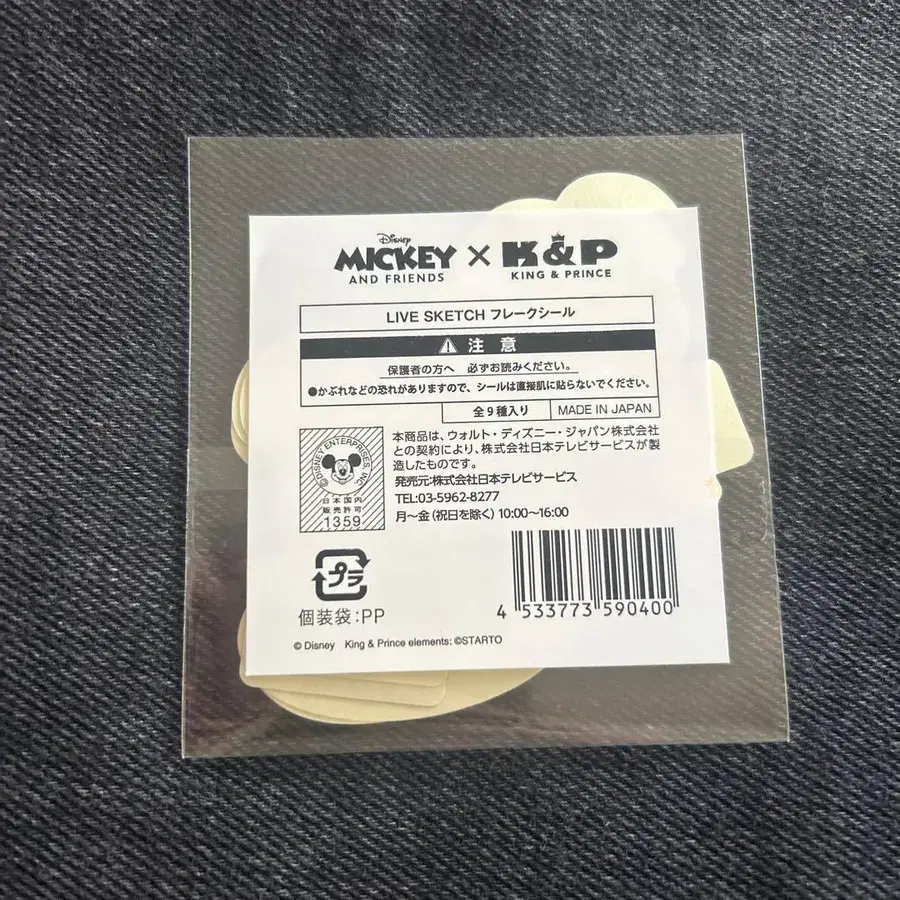 Disney
MICKEY × K&P
AND FRIENDS KING & PRINCE
LIVE SKETCH フレークシール
注意
保護者の方へ 必ずお読みください。
●かぶれなどの恐れがありますので、シールは直接肌に貼らないでください。
全9種入り MADE IN JAPAN
©DISNEY ENTERPRISES, INC.
日本国内
販売許可
1359
本商品は、ウォルト・ディズニー・ジャパン株式会社
との契約により、株式会社日本テレビサービスが製
造したものです。
発売元:株式会社日本テレビサービス
TEL:03-5962-8277
月～金(祝日を除く)10:00～16:00
プラ
個装袋:PP
4 533773 590400
© Disney King & Prince elements: ©STARTO